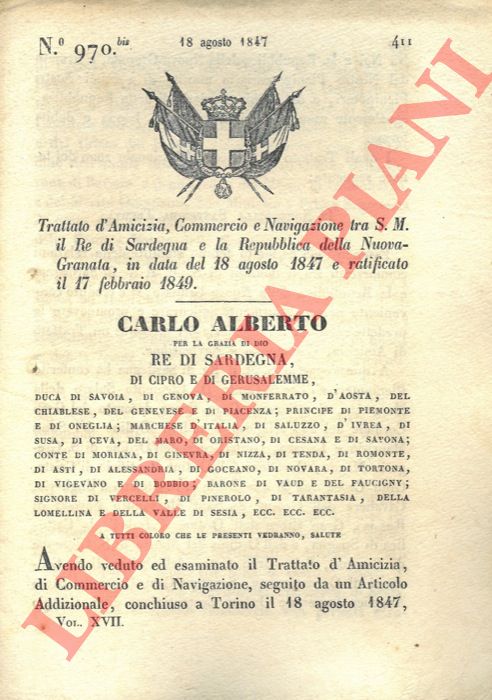 N.º 970.bis 18 agosto 1847 411
Trattato d'Amicizia, Commercio e Navigazione tra S. M.
il Re di Sardegna e la Repubblica della Nuova-
Granata, in data del 18 agosto 1847 e ratificato
il 17 febbraio 1849.
CARLO ALBERTO
PER LA GRAZIA DI DIO
RE DI SARDEGNA,
DI CIPRO E DI GERUSALEMME,
DUCA DI SAVOIA, DI GENOVA, DI MONFERRATO, D'AOSTA, DEL
CHIABLESE, DEL GENEVESE E DI PIACENZA; PRINCIPE DI PIEMONTE
E DI ONEGLIA; MARCHESE D'ITALIA, DI SALUZZO, D'IVREA, DI
SUSA, DI CEVA, DEL MARO, DI ORISTANO, DI CESANA E DI SAVONA;
CONTE DI MORIANA, DI GINEVRA, DI NIZZA, DI TENDA, DI ROMONTE,
DI ASTI, DI ALESSANDRIA, DI GOCEANO, DI NOVARA, DI TORTONA,
DI VIGEVANO E DI BOBBIO; BARONE DI VAUD E DEL FAUCIGNY;
SIGNORE DI VERCELLI, DI PINEROLO, DI TARANTASIA, DELLA
LOMELLINA E DELLA VALLE DI SESIA, ECC. ECC. ECC.
A TUTTI COLORO CHE LE PRESENTI VEDRANNO, SALUTE
Avendo veduto ed esaminato il Trattato d'Amicizia,
di Commercio e di Navigazione, seguito da un Articolo
Addizionale, conchiuso a Torino il 18 agosto 1847,
VOL. XVII.
LIBRERIA PIANI